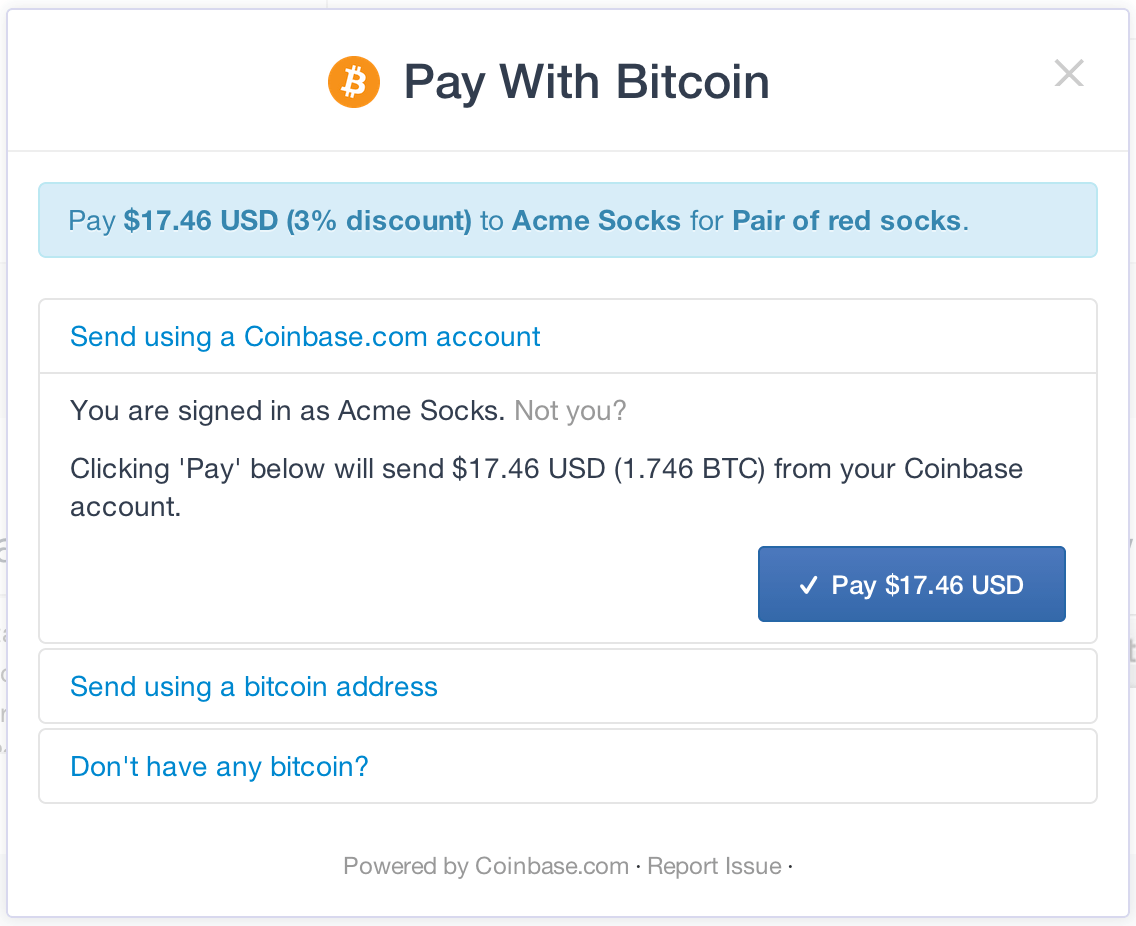 Pay With Bitcoin
Pay $17.46 USD (3% discount) to Acme Socks for Pair of red socks.
Send using a Coinbase.com account
You are signed in as Acme Socks. Not you?
Clicking 'Pay' below will send $17.46 USD (1.746 BTC) from your Coinbase
account.
✓ Pay $17.46 USD
Send using a bitcoin address
Don't have any bitcoin?
Powered by Coinbase.com · Report Issue ·